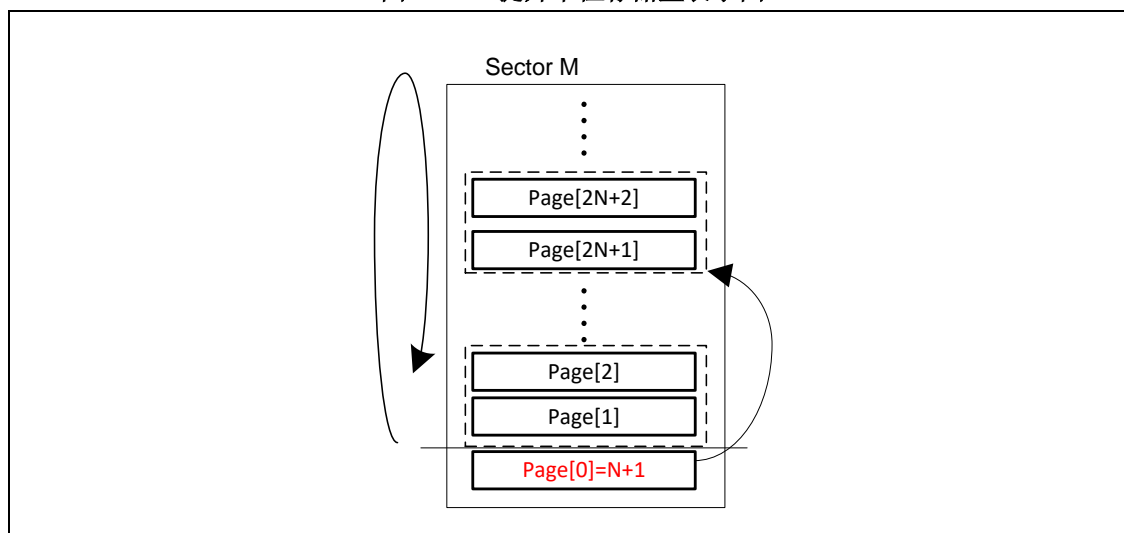 Sector M
Page[2N+2]
Page[2N+1]
Page[2]
Page[1]
Page[0]=N+1